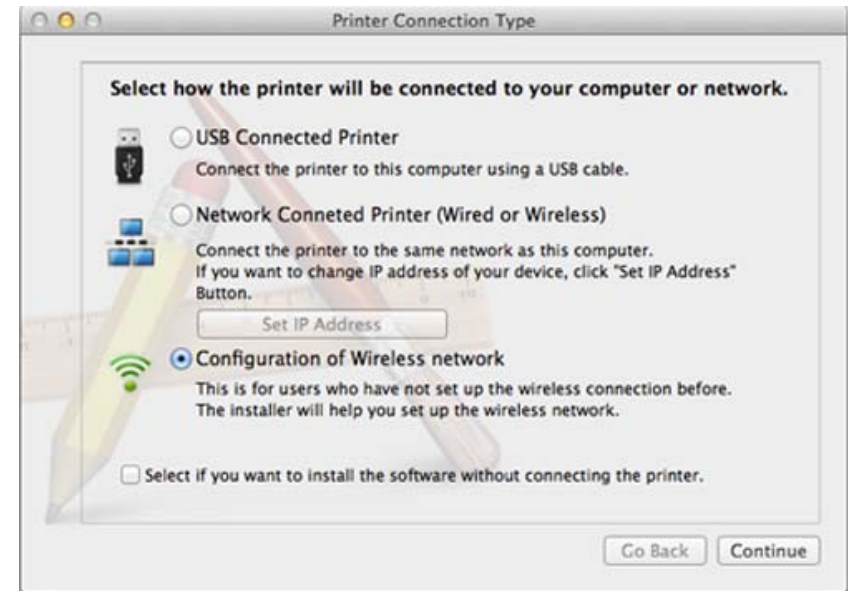 Printer Connection Type
Select how the printer will be connected to your computer or network.
USB Connected Printer
Connect the printer to this computer using a USB cable.
Network Conneted Printer (Wired or Wireless)
Connect the printer to the same network as this computer.
If you want to change IP address of your device, click "Set IP Address"
Button.
Set IP Address
Configuration of Wireless network
This is for users who have not set up the wireless connection before.
The installer will help you set up the wireless network.
Select if you want to install the software without connecting the printer.
Go Back Continue